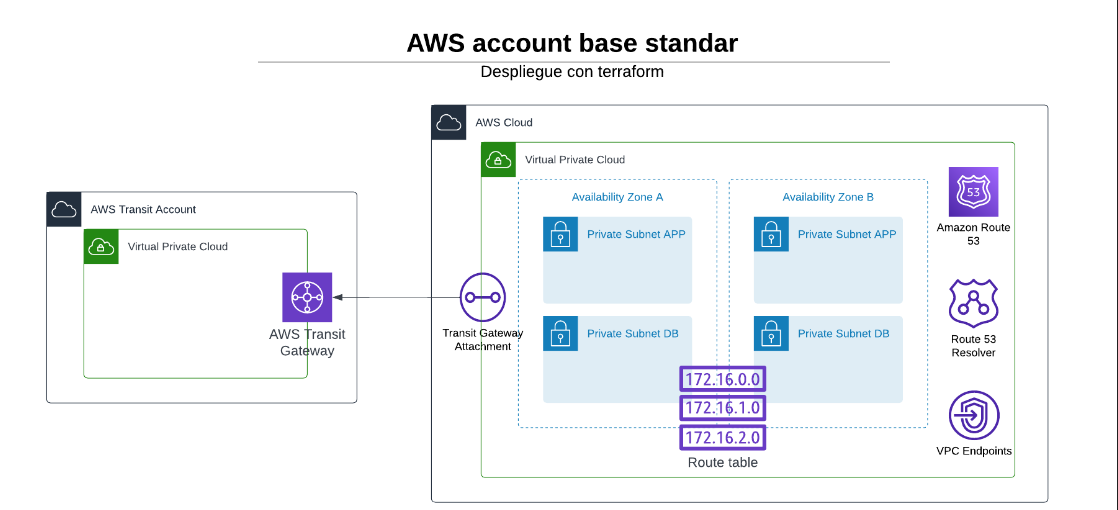 AWS account base standar
Despliegue con terraform
AWS Cloud
Virtual Private Cloud
Availability Zone A
Availability Zone B
53
Amazon Route
53
AWS Transit Account
Virtual Private Cloud
Private Subnet APP
Private Subnet APP
AWS Transit
Gateway
Transit Gateway
Attachment
Private Subnet DB
Private Subnet DB
Route 53
Resolver
172.16.0.0
172.16.1.0
172.16.2.0
Route table
VPC Endpoints